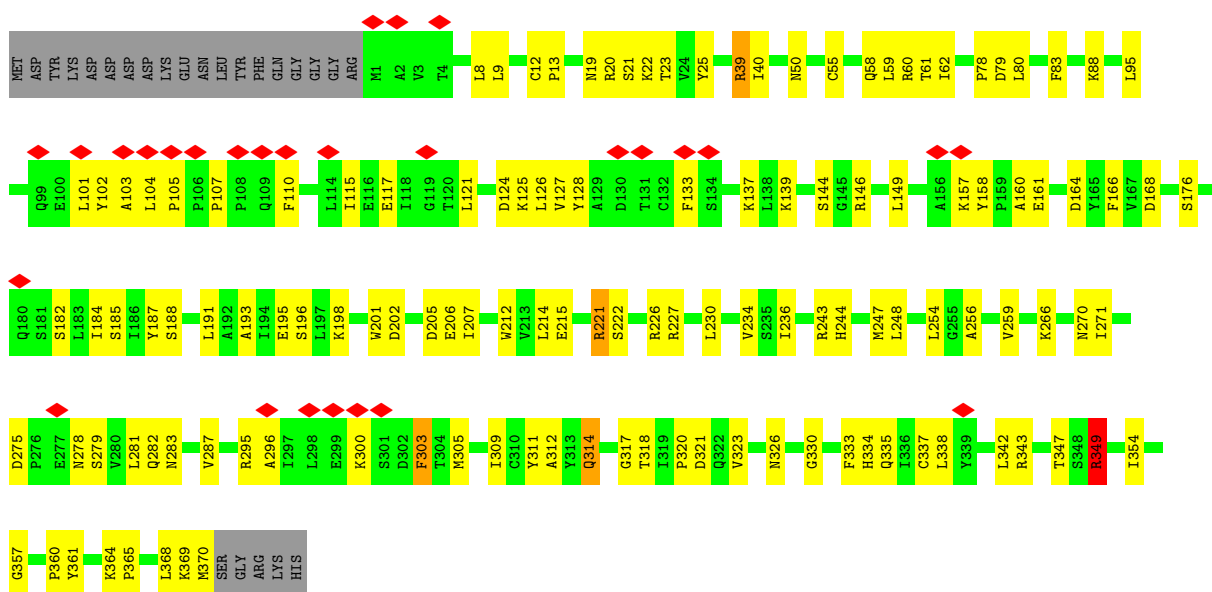 MET ASP TYR LYS ASP ASP ASP ASP LYS GLU ASN LEU TYR PHE GLN GLY GLY GLY ARG M1 A2 V3 T4 L8 L9 C12 P13 N19 R20 S21 K22 T23 V24 Y25 R39 I40 N50 C55 Q58 L59 R60 T61 I62 P78 D79 L80 F83 K88 L95
Q99 E100 L101 Y102 A103 L104 P105 P106 P107 P108 Q109 F110 L114 I115 E116 E117 I118 G119 T120 L121 D124 K125 L126 V127 Y128 A129 D130 T131 C132 F133 S134 K137 L138 K139 S144 G145 R146 L149 A156 K157 Y158 P159 A160 E161 D164 Y165 F166 V167 D168 S176
Q180 S181 S182 L183 I184 S185 I186 Y187 S188 L191 A192 A193 I194 E195 S196 L197 K198 W201 D202 D205 E206 I207 W212 V213 L214 E215 R221 S222 R226 R227 L230 V234 S235 I236 R243 H244 M247 L248 L254 G255 A256 V259 K266 N270 I271
D275 P276 E277 N278 S279 V280 L281 Q282 N283 V287 R295 A296 I297 L298 E299 K300 S301 D302 F303 T304 M305 I309 C310 Y311 A312 Y313 Q314 G317 T318 I319 P320 D321 Q322 V323 N326 G330 F333 H334 Q335 I336 C337 L338 Y339 L342 R343 T347 S348 R349 I354
G357 P360 Y361 K364 P365 L368 K369 M370 SER GLY ARG LYS HIS